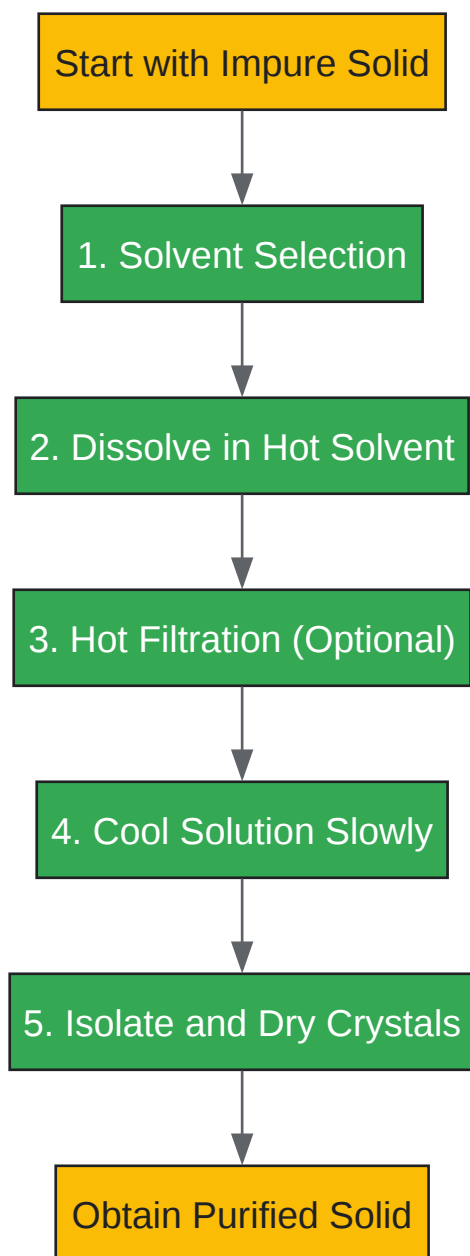 Start with Impure Solid
1. Solvent Selection
2. Dissolve in Hot Solvent
3. Hot Filtration (Optional)
4. Cool Solution Slowly
5. Isolate and Dry Crystals
Obtain Purified Solid